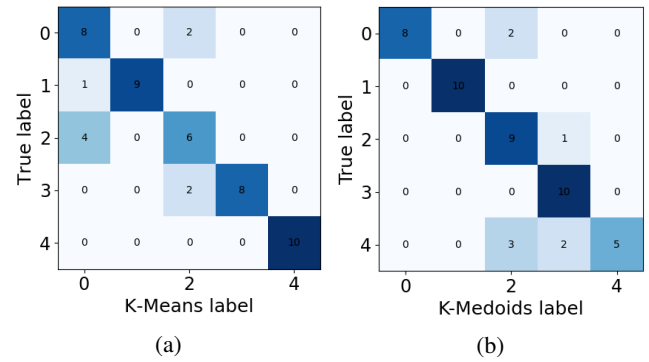 0 8 0 2 0 0
1 1 9 0 0 0
2 4 0 6 0 0
3 0 0 2 8 0
4 0 0 0 0 10
0 2 4
True label
K-Means label
(a)
0 8 0 2 0 0
1 0 10 0 0 0
2 0 0 9 1 0
3 0 0 0 10 0
4 0 0 3 2 5
0 2 4
True label
K-Medoids label
(b)